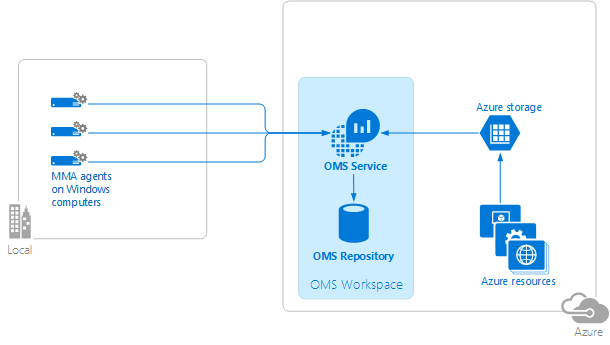 Azure storage
OMS Service
MMA agents
on Windows
computers
Local
OMS Repository
OMS Workspace
Azure resources
Azure